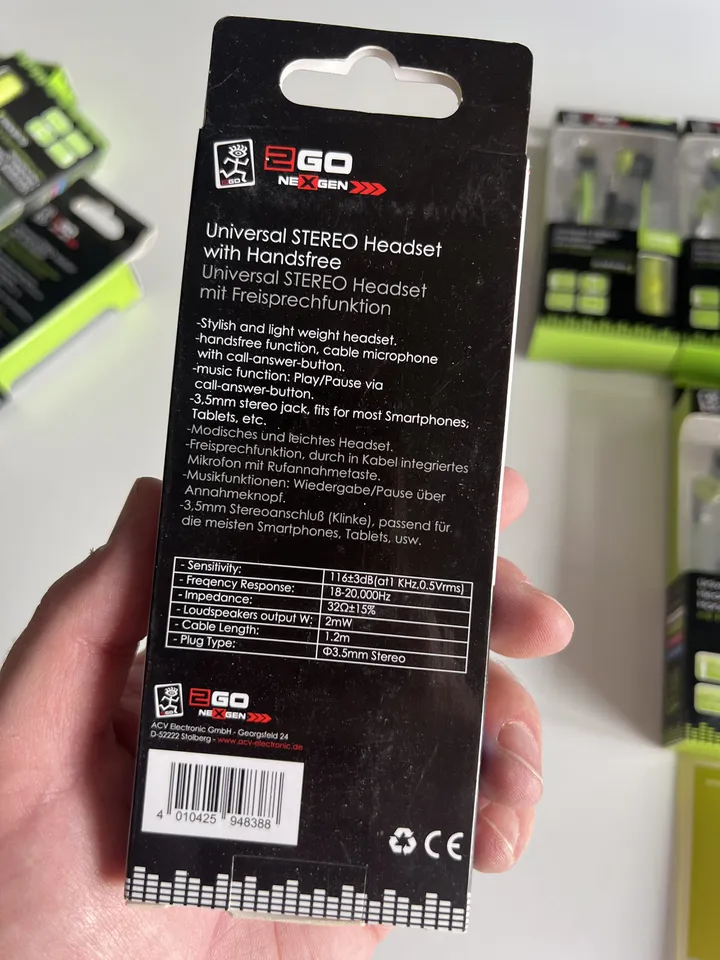 2GO
2GO
NEXGEN
Universal STEREO Headset
with Handsfree
Universal STEREO Headset
mit Freisprechfunktion
-Stylish and light weight headset.
-handsfree function, cable microphone
with call-answer-button.
-music function: Play/Pause via
call-answer-button.
-3,5mm stereo jack, fits for most Smartphones,
Tablets, etc.
-Modisches und leichtes Headset.
-Freisprechfunktion, durch in Kabel integriertes
Mikrofon mit Rufannahmetaste.
-Musikfunktionen: Wiedergabe/Pause über
Annahmeknopf.
-3,5mm Stereoanschluß (Klinke), passend für
die meisten Smartphones, Tablets, usw.
- Sensitivity: 116±3dB(at1 KHz,0.5Vrms)
- Freqency Response: 18-20,000Hz
- Impedance: 32Ω±15%
- Loudspeakers output W: 2mW
- Cable Length: 1.2m
- Plug Type: Φ3.5mm Stereo
2GO
NEXGEN
ACV Electronic GmbH - Georgsfeld 24
D-52222 Stolberg - www.acv-electronic.de
4 010425 948388
CE